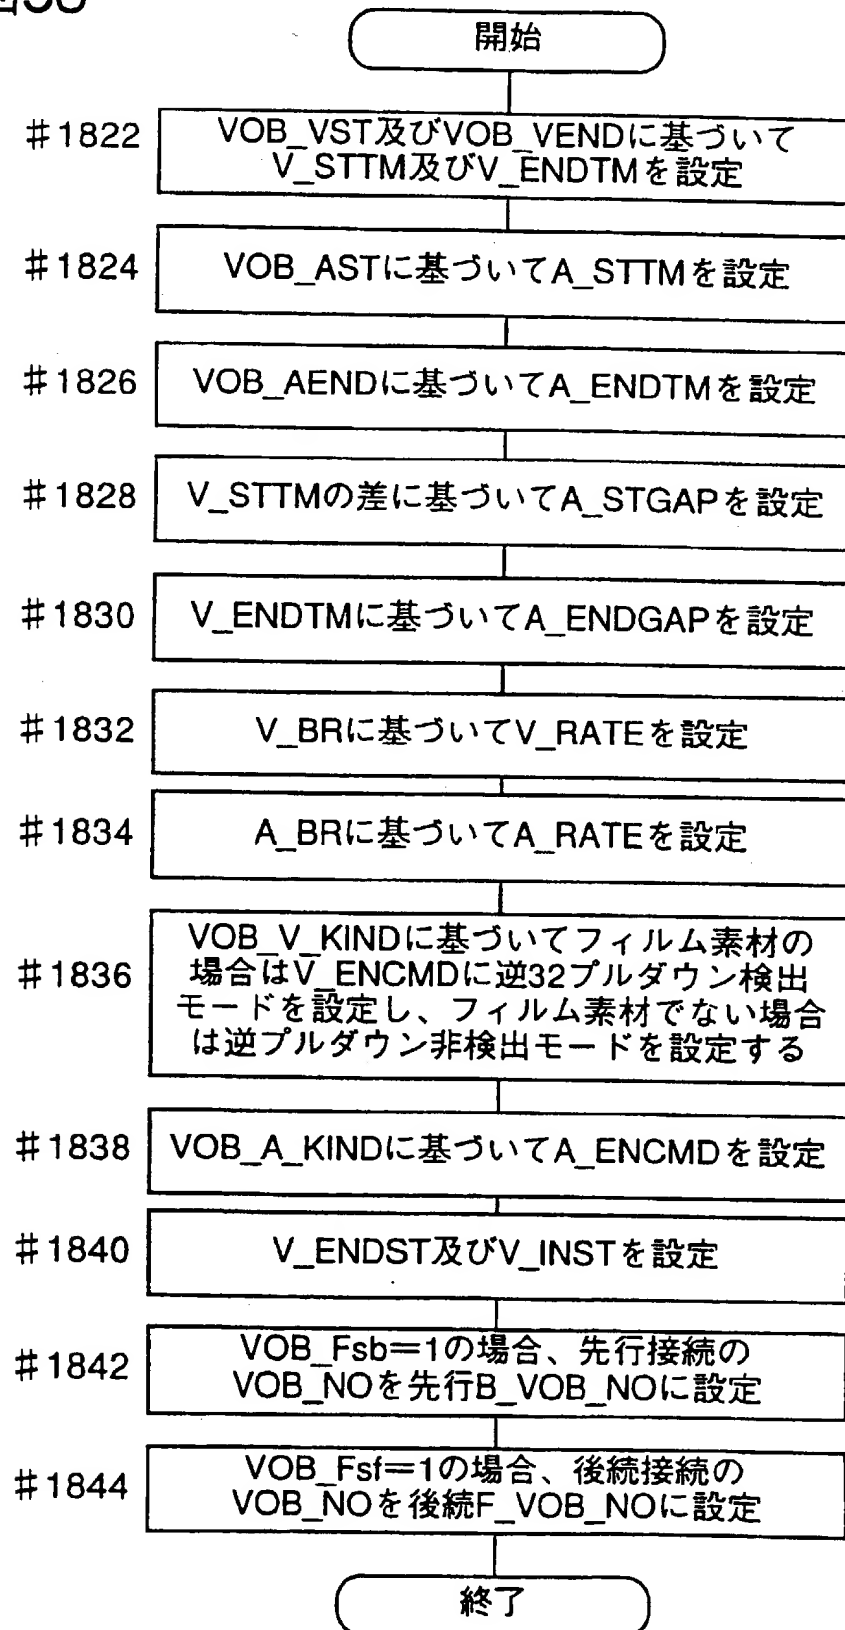 開始
#1822
VOB_VST及びVOB_VENDに基づいて
V_STTM及びV_ENDTMを設定
#1824
VOB_ASTに基づいてA_STTMを設定
#1826
VOB_AENDに基づいてA_ENDTMを設定
#1828
V_STTMの差に基づいてA_STGAPを設定
#1830
V_ENDTMに基づいてA_ENDGAPを設定
#1832
V_BRに基づいてV_RATEを設定
#1834
A_BRに基づいてA_RATEを設定
#1836
VOB_V_KINDに基づいてフィルム素材の
場合はV_ENCMDに逆32プルダウン検出
モードを設定し、フィルム素材でない場合
は逆プルダウン非検出モードを設定する
#1838
VOB_A_KINDに基づいてA_ENCMDを設定
#1840
V_ENDST及びV_INSTを設定
#1842
VOB_Fsb=1の場合、先行接続の
VOB_NOを先行B_VOB_NOに設定
#1844
VOB_Fsf=1の場合、後続接続の
VOB_NOを後続F_VOB_NOに設定
終了